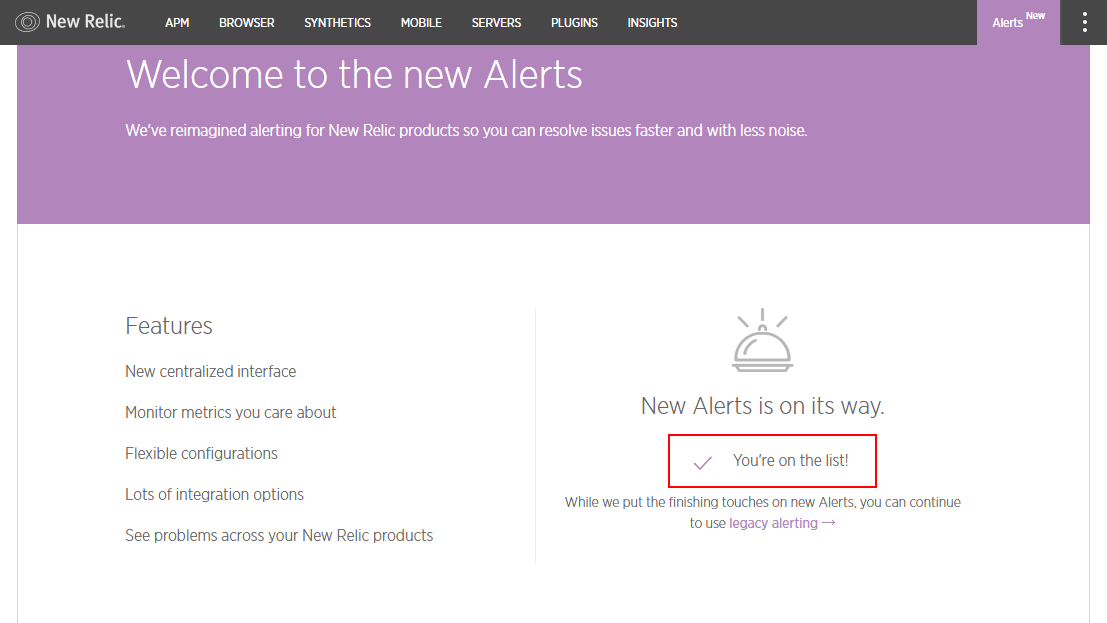 New Relic.
APM
BROWSER
SYNTHETICS
MOBILE
SERVERS
PLUGINS
INSIGHTS
Alerts New
Welcome to the new Alerts
We've reimagined alerting for New Relic products so you can resolve issues faster and with less noise.
Features
New centralized interface
Monitor metrics you care about
Flexible configurations
Lots of integration options
See problems across your New Relic products
New Alerts is on its way.
You're on the list!
While we put the finishing touches on new Alerts, you can continue
to use legacy alerting →